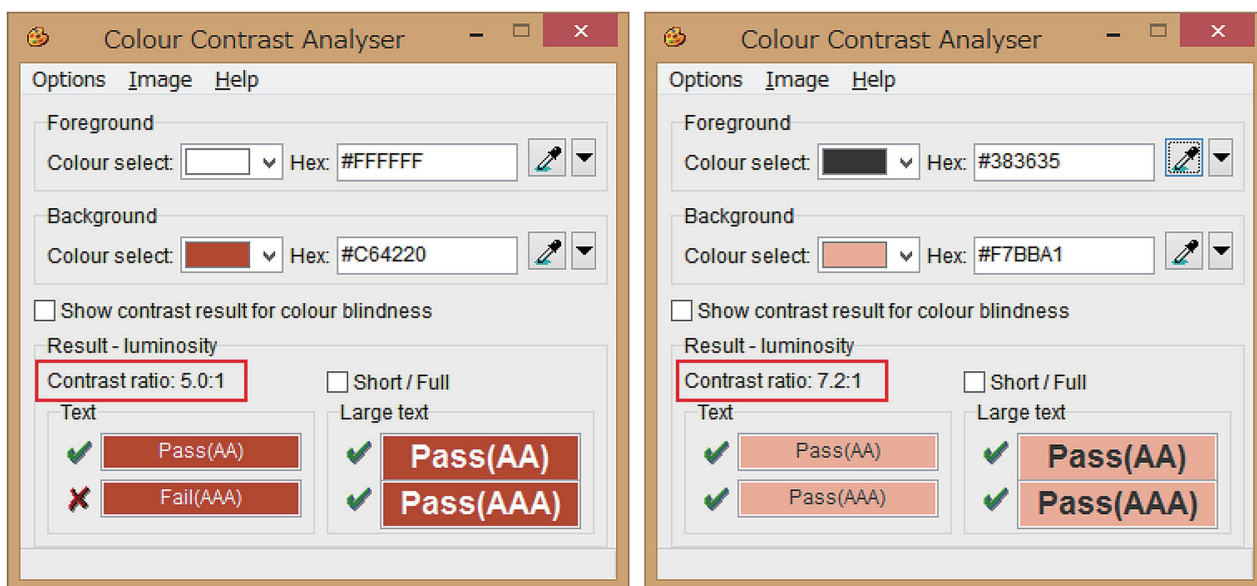 Colour Contrast Analyser
Options Image Help
Foreground
Colour select: Hex: #FFFFFF
Background
Colour select: Hex: #C64220
Show contrast result for colour blindness
Result - luminosity
Contrast ratio: 5.0:1 Short / Full
Text Large text
Pass(AA) Pass(AA)
Fail(AAA) Pass(AAA)
Colour Contrast Analyser
Options Image Help
Foreground
Colour select: Hex: #383635
Background
Colour select: Hex: #F7BBA1
Show contrast result for colour blindness
Result - luminosity
Contrast ratio: 7.2:1 Short / Full
Text Large text
Pass(AA) Pass(AA)
Pass(AAA) Pass(AAA)